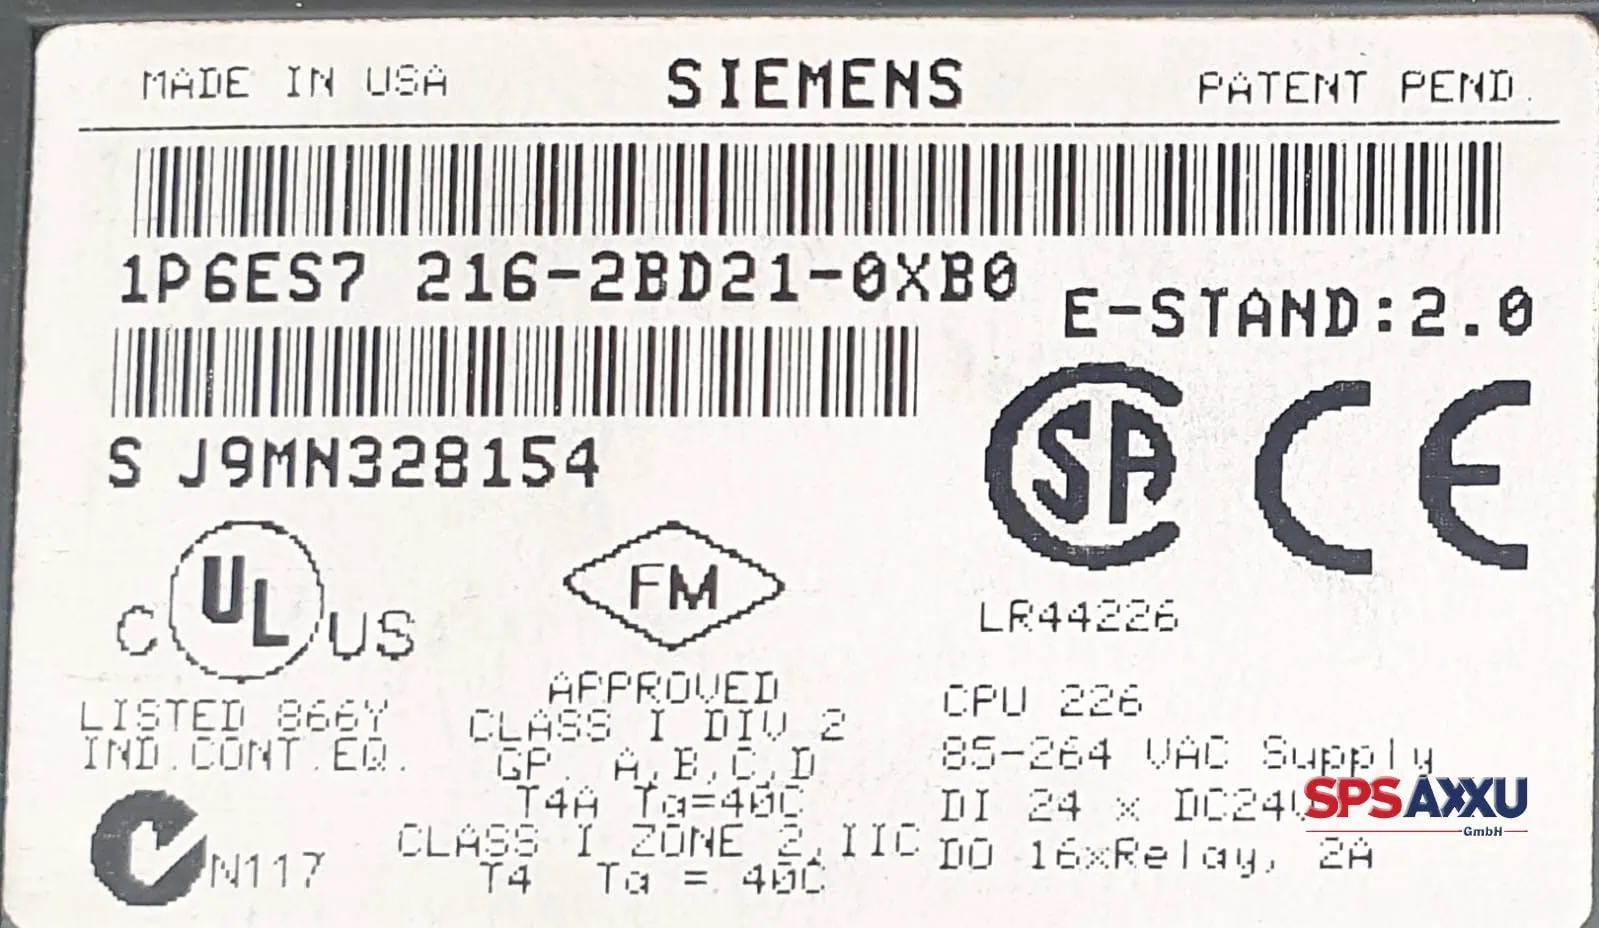 MADE IN USA SIEMENS PATENT PEND.
1P6ES7 216-2BD21-0XB0
E-STAND:2.0
S J9MN328154
SA
CE
C UL US
FM
LR44226
APPROVED
CLASS I DIV 2
GP. A,B,C,D
T4A Ta=40C
CLASS I ZONE 2,IIC
T4 Ta = 40C
LISTED 866Y
IND.CONT.EQ.
N117
CPU 226
85-264 VAC Supply
DI 24 x DC24V
DO 16xRelay, 2A
SPSAXXU
GmbH